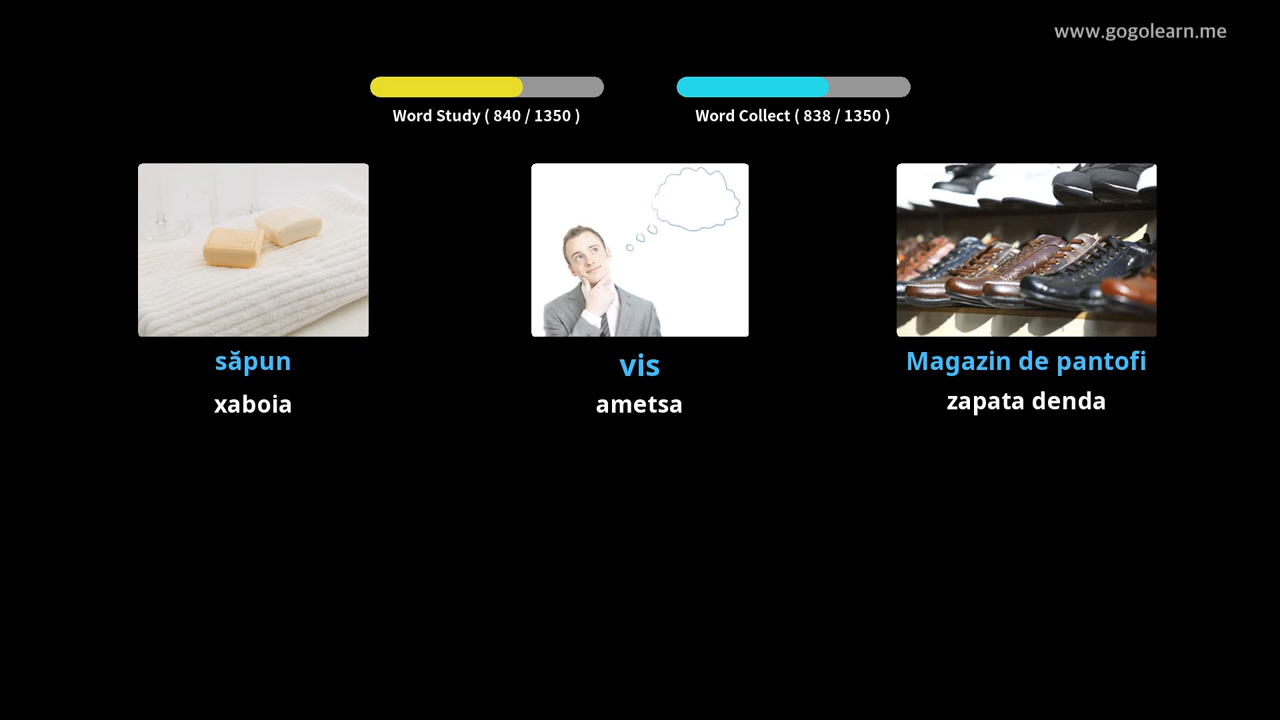 www.gogolearn.me
Word Study ( 840 / 1350 )
Word Collect ( 838 / 1350 )
săpun
xaboia
vis
ametsa
Magazin de pantofi
zapata denda